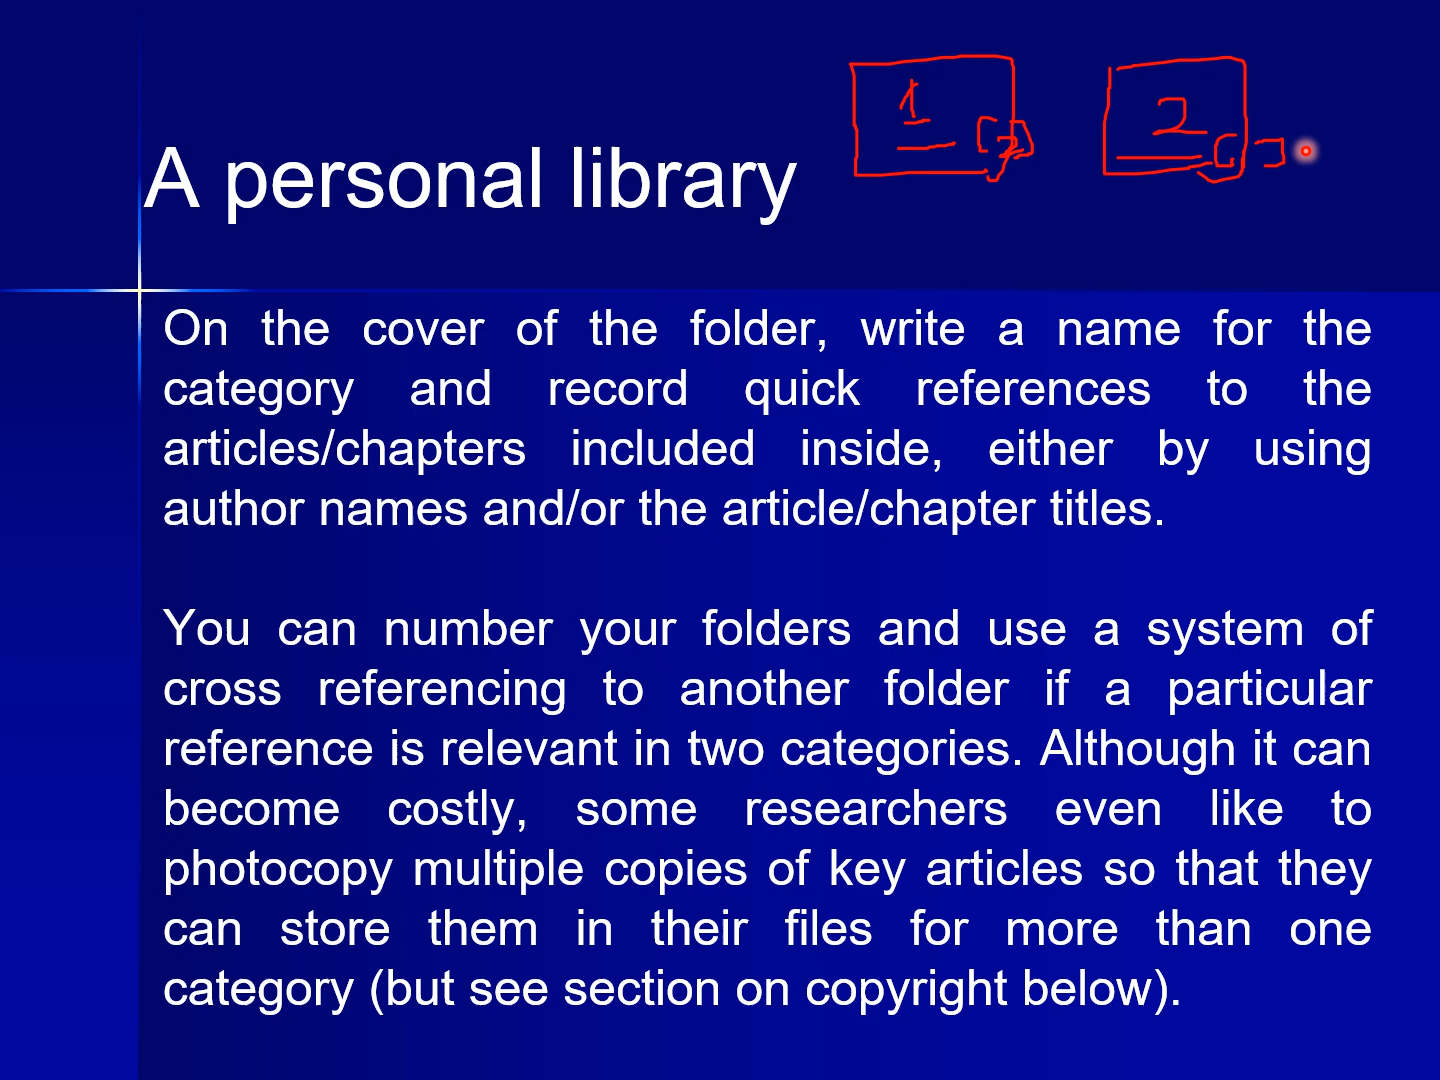 1
2
2
A personal library
On the cover of the folder, write a name for the
category and record quick references to the
articles/chapters included inside, either by using
author names and/or the article/chapter titles.
You can number your folders and use a system of
cross referencing to another folder if a particular
reference is relevant in two categories. Although it can
become costly, some researchers even like to
photocopy multiple copies of key articles so that they
can store them in their files for more than one
category (but see section on copyright below).